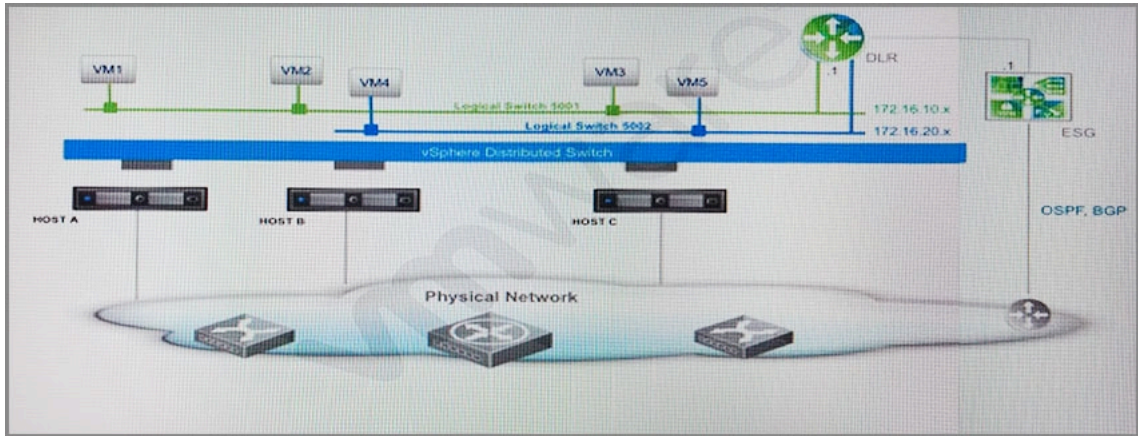 DLR
VM1
VM2
VM3
VM4
VM5
.1
.1
Logical Switch 5001
172.16.10.x
Logical Switch 5002
172.16.20.x
ESG
vSphere Distributed Switch
HOST A
HOST B
HOST C
OSPF, BGP
Physical Network
vmware